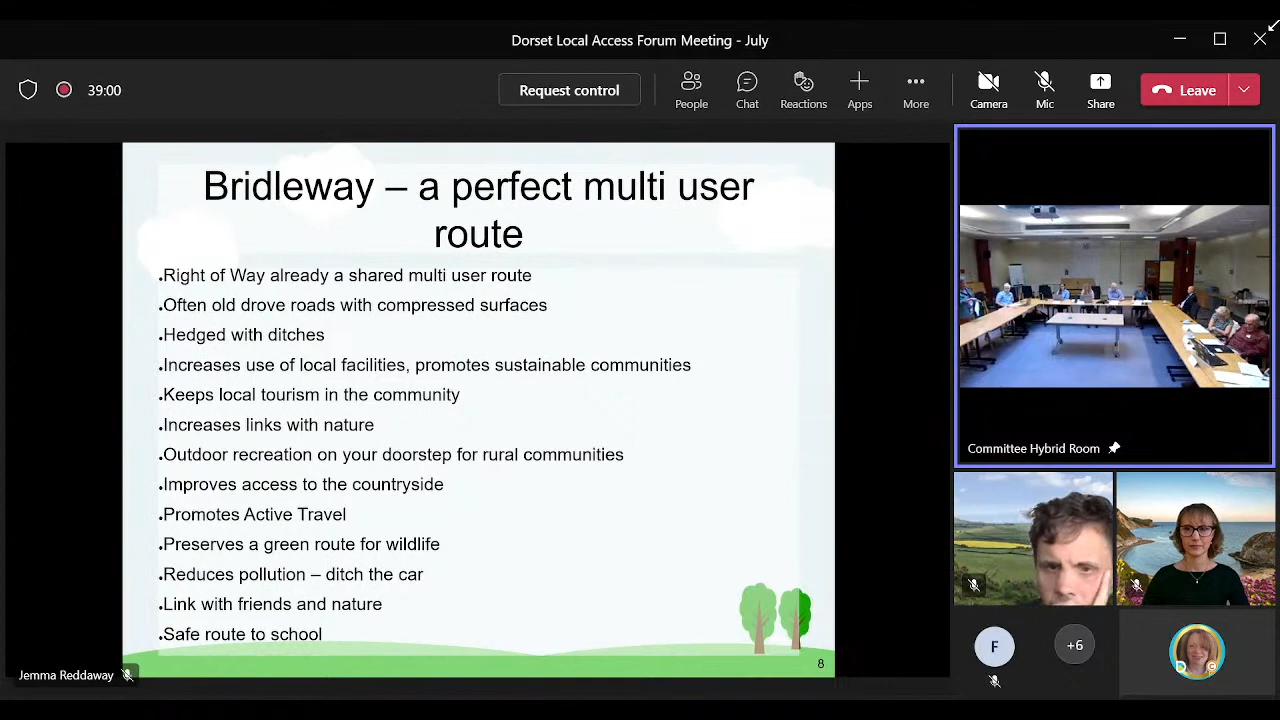 Dorset Local Access Forum Meeting - July
39:00
Request control
People
Chat
Reactions
Apps
More
Camera
Mic
Share
Leave
Bridleway – a perfect multi user
route
Right of Way already a shared multi user route
Often old drove roads with compressed surfaces
Hedged with ditches
Increases use of local facilities, promotes sustainable communities
Keeps local tourism in the community
Increases links with nature
Outdoor recreation on your doorstep for rural communities
Improves access to the countryside
Promotes Active Travel
Preserves a green route for wildlife
Reduces pollution – ditch the car
Link with friends and nature
Safe route to school
8
Jemma Reddaway
Committee Hybrid Room
F
+6